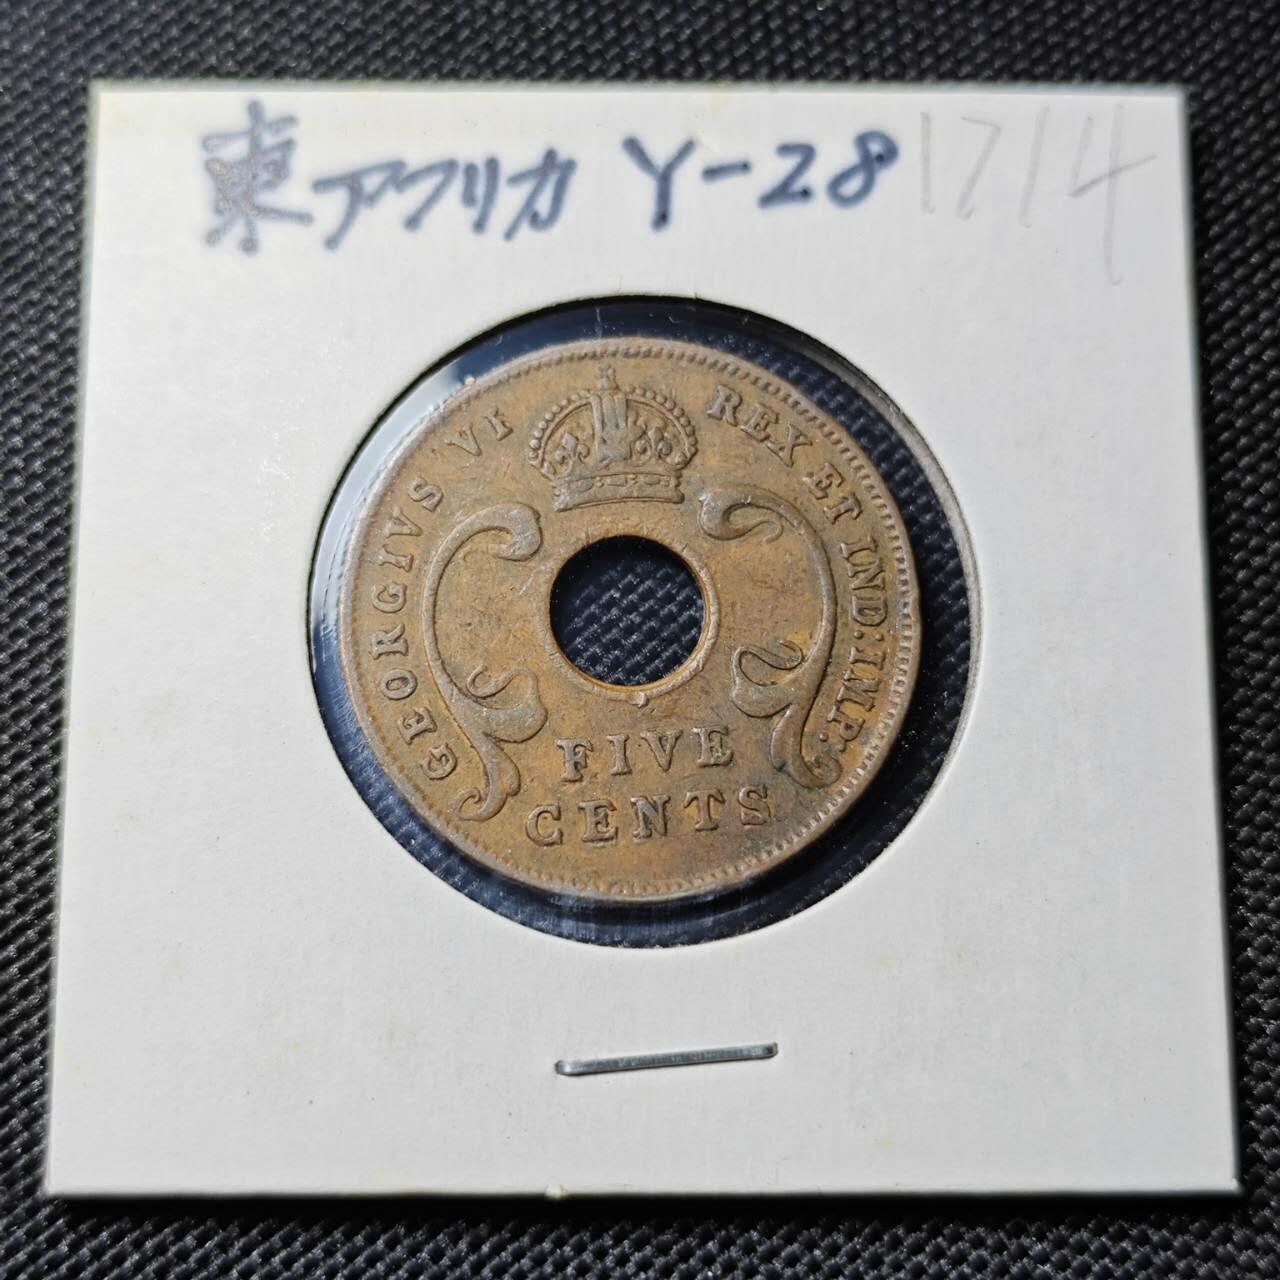 東アフリカ Y-28 1714
GEORGIVS VI REX ET IND: IMP:
FIVE
CENTS